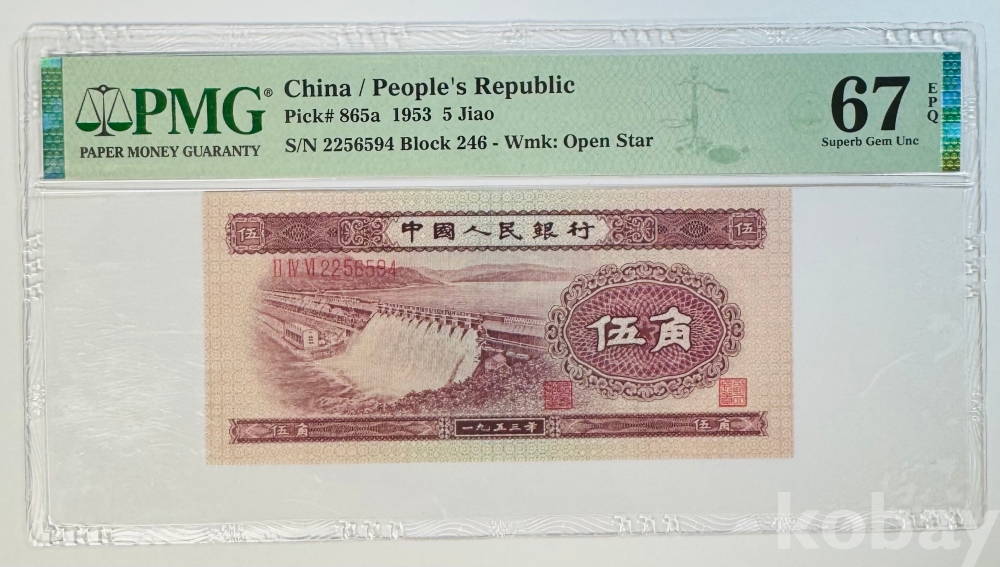 PMG®
PAPER MONEY GUARANTY
China / People's Republic
Pick# 865a 1953 5 Jiao
S/N 2256594 Block 246 - Wmk: Open Star
67
EPQ
Superb Gem Unc
伍 中國人民銀行 伍
II IV VI 2256594
伍角
伍角 一九五三年 伍角
kobay